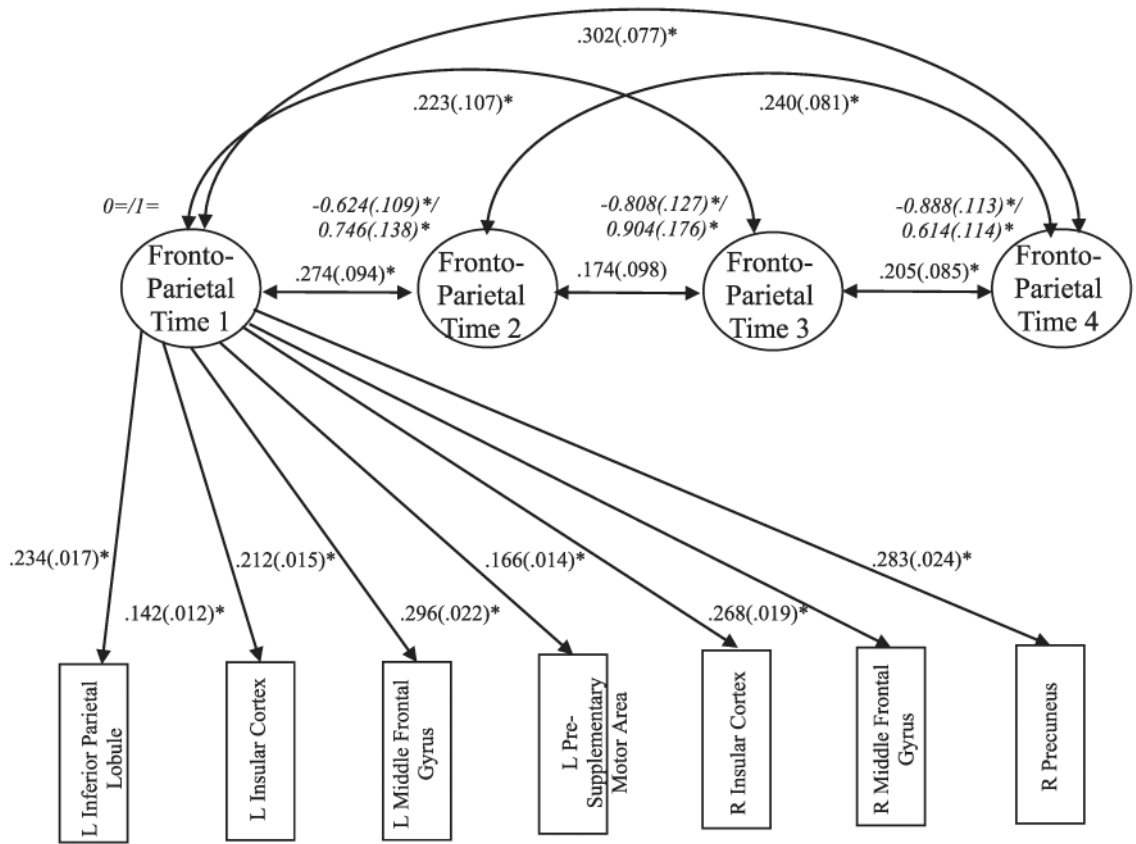 .302(.077)*
.223(.107)*
.240(.081)*
0=/1=
-0.624(.109)*/
0.746(.138)*
-0.808(.127)*/
0.904(.176)*
-0.888(.113)*/
0.614(.114)*
Fronto-
Parietal
Time 1
.274(.094)*
Fronto-
Parietal
Time 2
.174(.098)
Fronto-
Parietal
Time 3
.205(.085)*
Fronto-
Parietal
Time 4
.234(.017)*
.212(.015)*
.166(.014)*
.283(.024)*
.142(.012)*
.296(.022)*
.268(.019)*
L Inferior Parietal
Lobule
L Insular Cortex
L Middle Frontal
Gyrus
L Pre-
Supplementary
Motor Area
R Insular Cortex
R Middle Frontal
Gyrus
R Precuneus